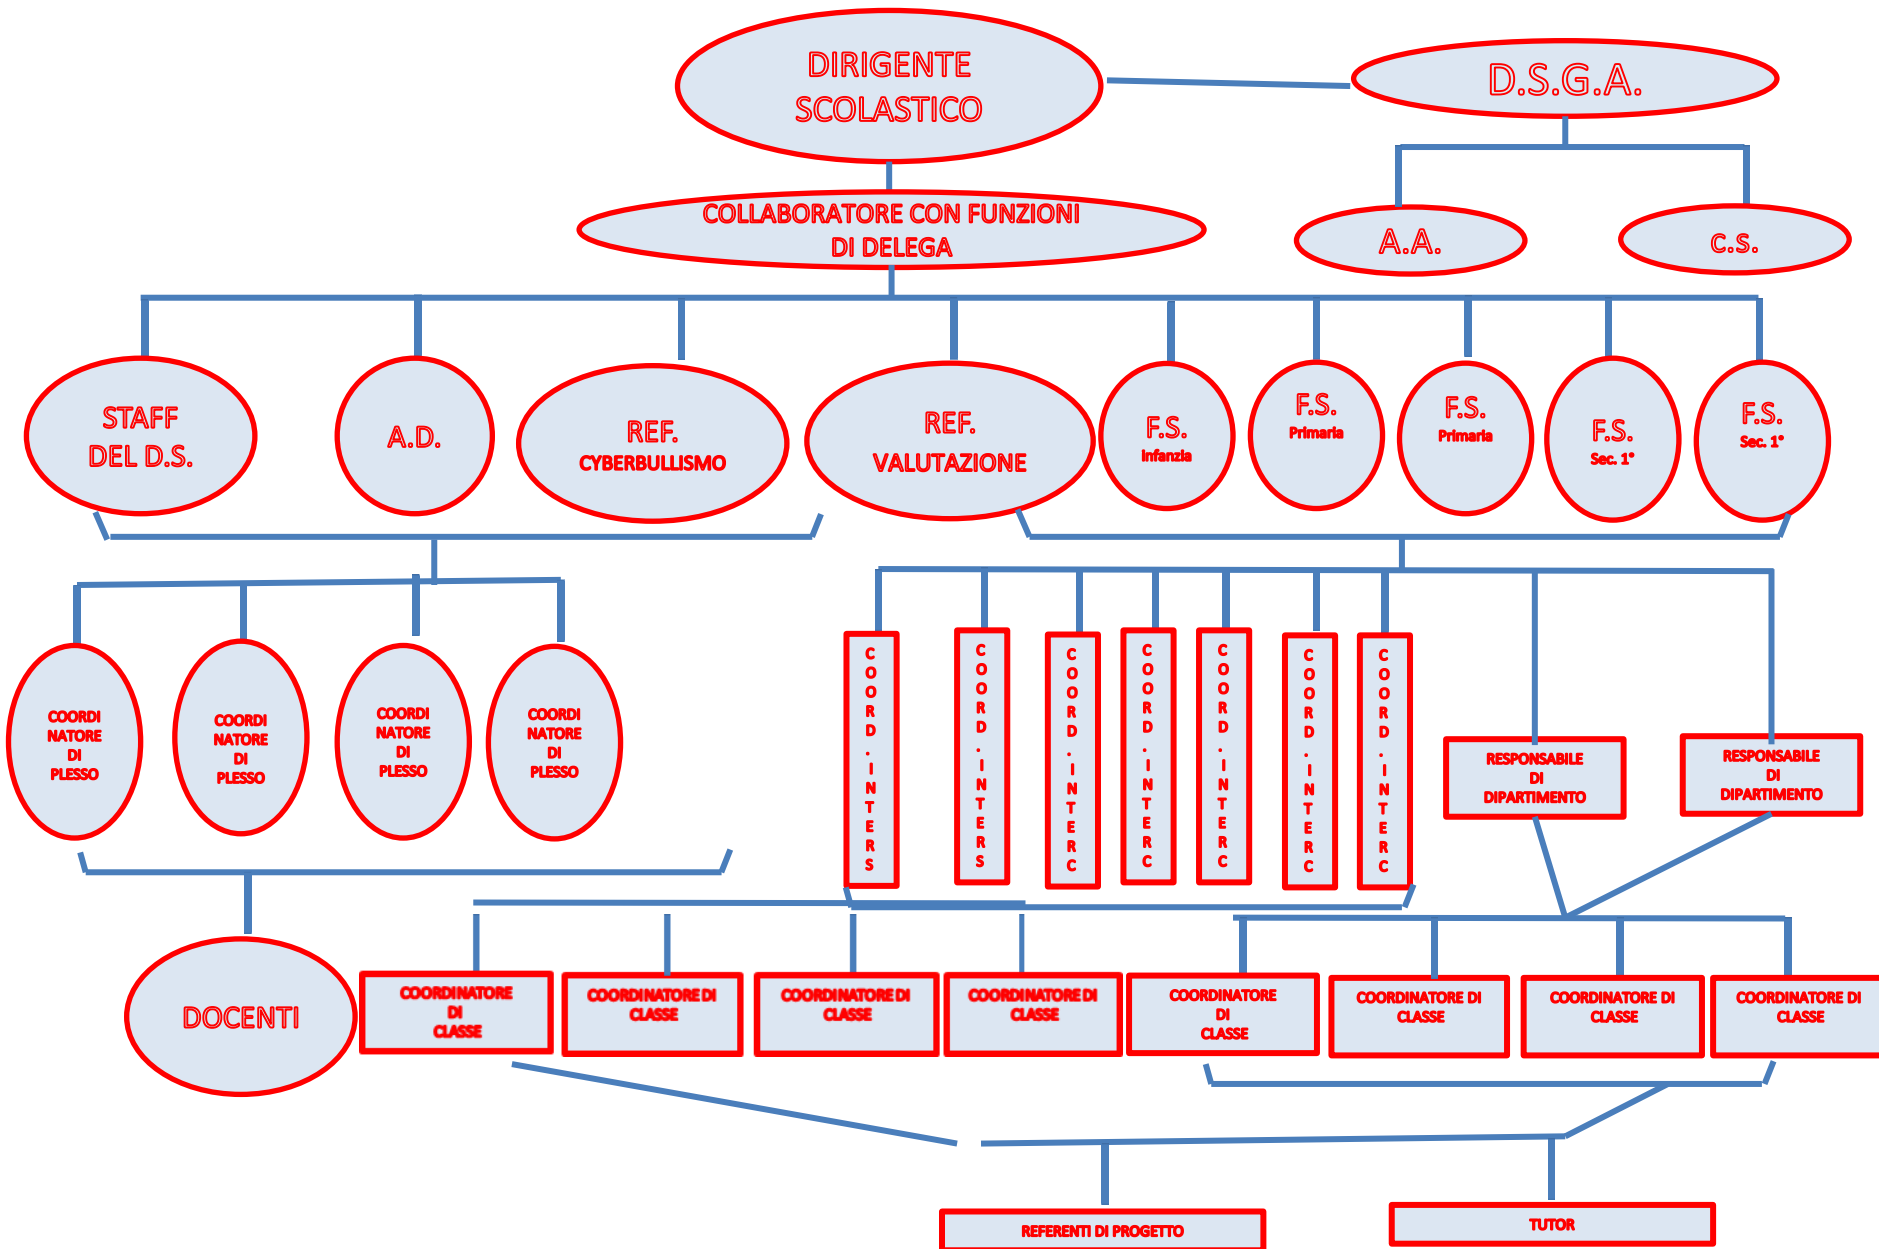 DIRIGENTE
SCOLASTICO
D.S.G.A.
COLLABORATORE CON FUNZIONI
DI DELEGA
A.A.
c.s.
STAFF
DEL D.S.
A.D.
REF.
CYBERBULLISMO
REF.
VALUTAZIONE
F.S.
Infanzia
F.S.
Primaria
F.S.
Primaria
F.S.
Sec. 1°
F.S.
Sec. 1°
COORDI
NATORE
DI
PLESSO
COORDI
NATORE
DI
PLESSO
COORDI
NATORE
DI
PLESSO
COORDI
NATORE
DI
PLESSO
COORD.INTERS
COORD.INTERS
COORD.INTERC
COORD.INTERC
COORD.INTERC
COORD.INTERC
COORD.INTERC
RESPONSABILE
DI
DIPARTIMENTO
RESPONSABILE
DI
DIPARTIMENTO
DOCENTI
COORDINATORE
DI
CLASSE
COORDINATORE DI
CLASSE
COORDINATORE DI
CLASSE
COORDINATORE DI
CLASSE
COORDINATORE
DI
CLASSE
COORDINATORE DI
CLASSE
COORDINATORE DI
CLASSE
COORDINATORE DI
CLASSE
REFERENTI DI PROGETTO
TUTOR